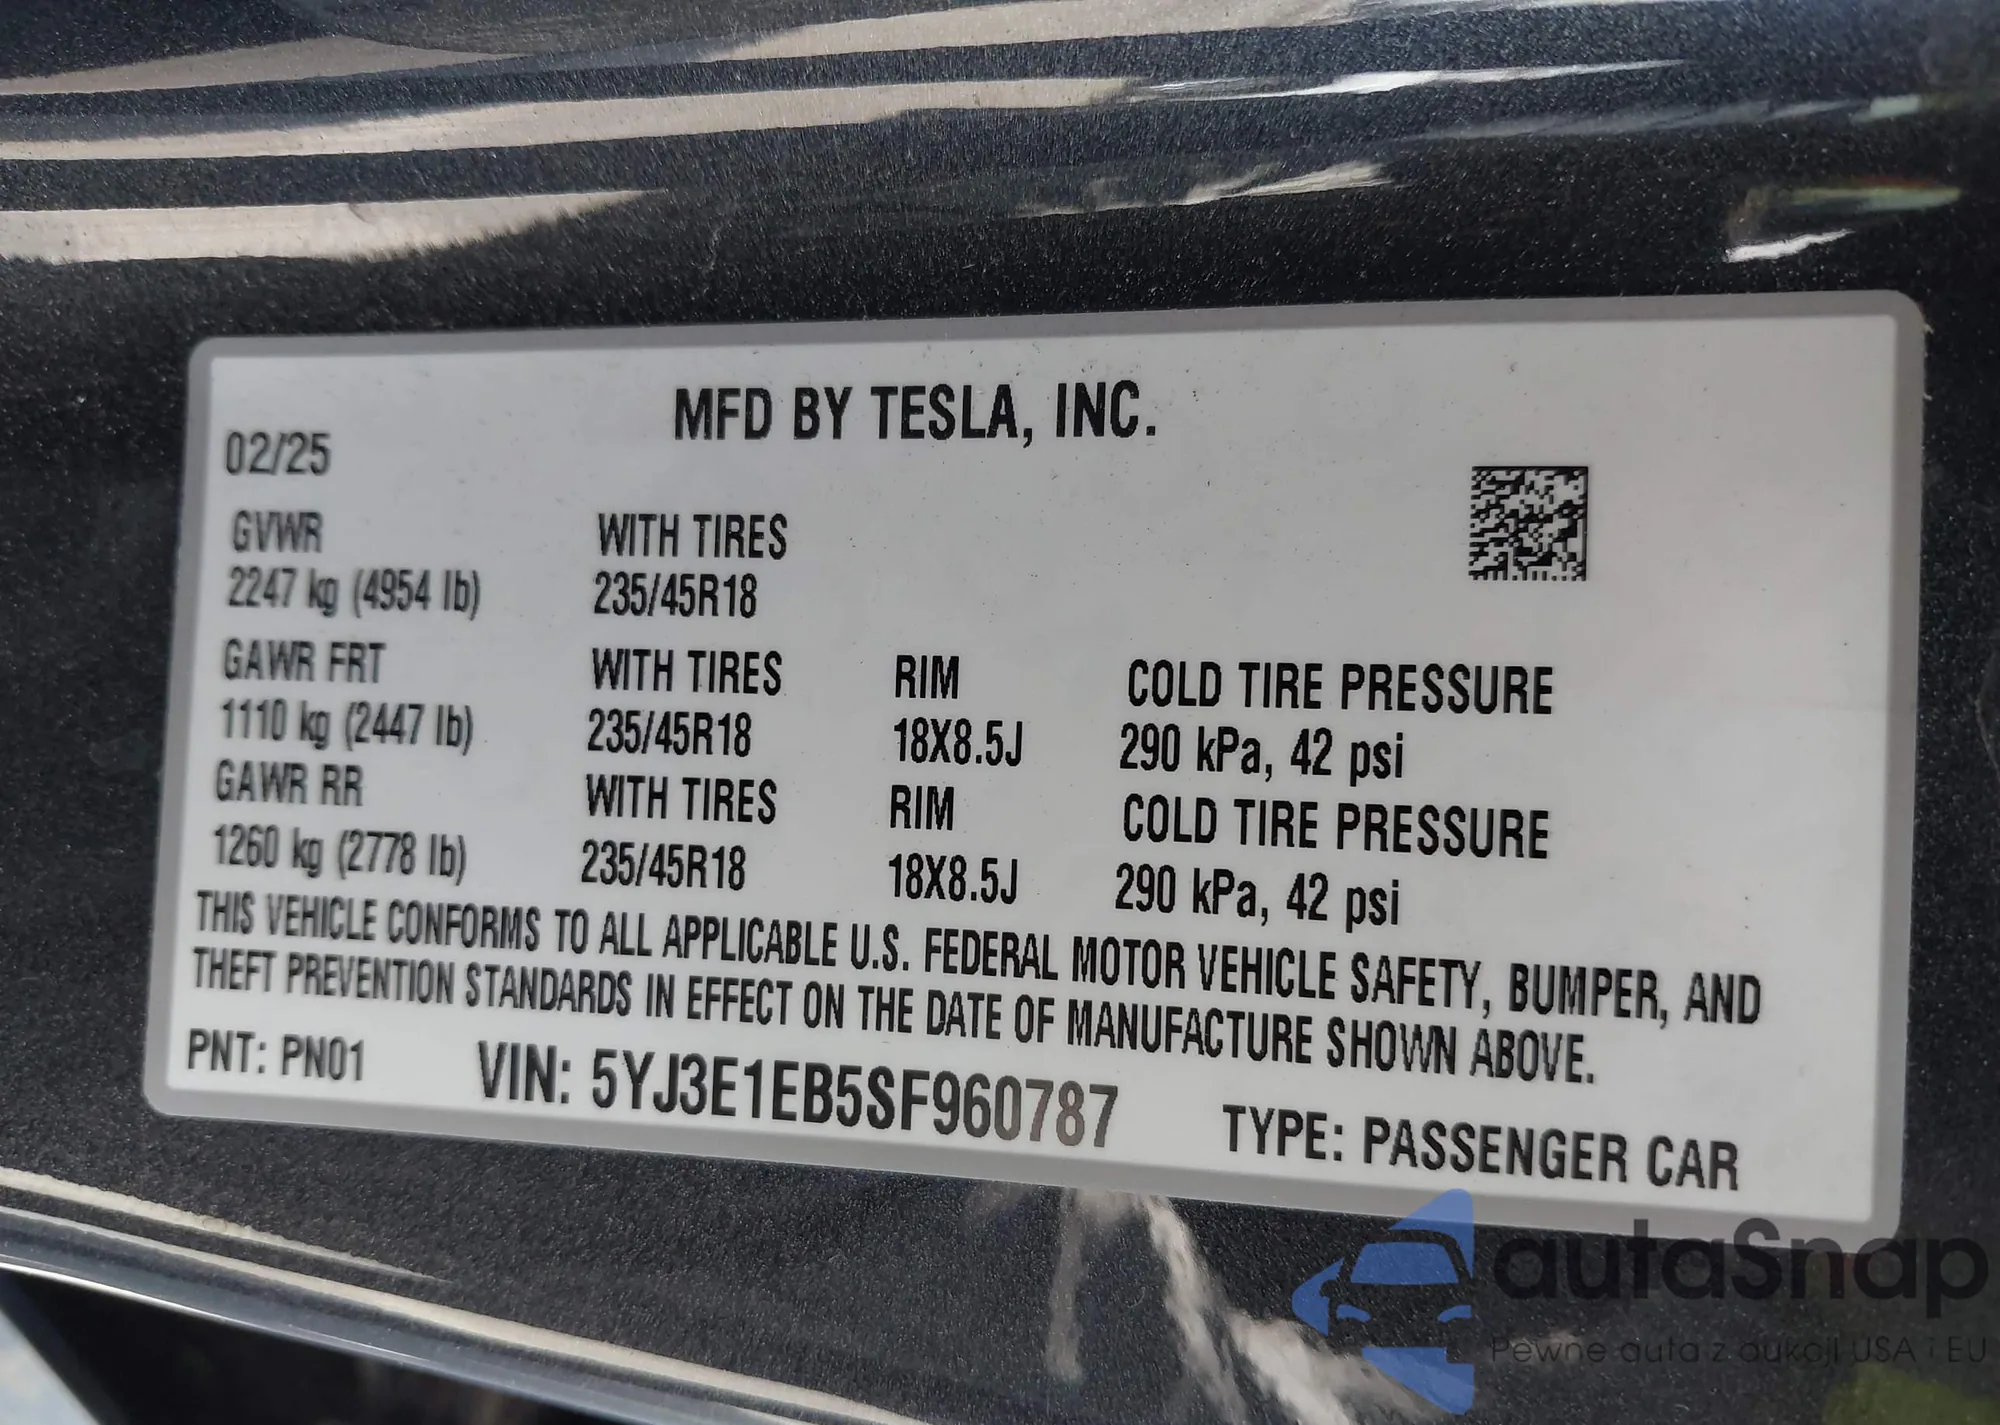 MFD BY TESLA, INC.
02/25
GVWR WITH TIRES
2247 kg (4954 lb) 235/45R18
GAWR FRT WITH TIRES RIM COLD TIRE PRESSURE
1110 kg (2447 lb) 235/45R18 18X8.5J 290 kPa, 42 psi
GAWR RR WITH TIRES RIM COLD TIRE PRESSURE
1260 kg (2778 lb) 235/45R18 18X8.5J 290 kPa, 42 psi
THIS VEHICLE CONFORMS TO ALL APPLICABLE U.S. FEDERAL MOTOR VEHICLE SAFETY, BUMPER, AND
THEFT PREVENTION STANDARDS IN EFFECT ON THE DATE OF MANUFACTURE SHOWN ABOVE.
PNT: PN01 VIN: 5YJ3E1EB5SF960787 TYPE: PASSENGER CAR
autaSnap
Pewne auta z aukcji USA i EU